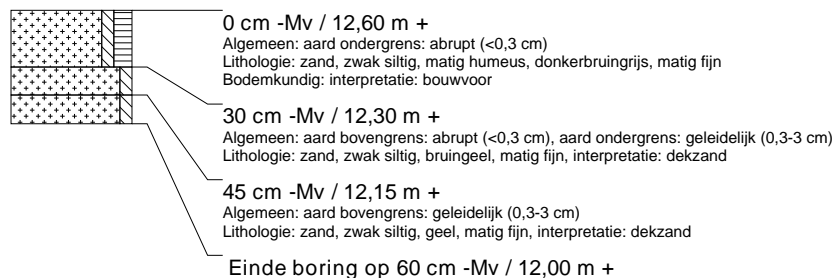 0 cm -Mv / 12,60 m +
Algemeen: aard ondergrens: abrupt (<0,3 cm)
Lithologie: zand, zwak siltig, matig humeus, donkerbruingrijs, matig fijn
Bodemkundig: interpretatie: bouwvoor
30 cm -Mv / 12,30 m +
Algemeen: aard bovengrens: abrupt (<0,3 cm), aard ondergrens: geleidelijk (0,3-3 cm)
Lithologie: zand, zwak siltig, bruingeel, matig fijn, interpretatie: dekzand
45 cm -Mv / 12,15 m +
Algemeen: aard bovengrens: geleidelijk (0,3-3 cm)
Lithologie: zand, zwak siltig, geel, matig fijn, interpretatie: dekzand
Einde boring op 60 cm -Mv / 12,00 m +